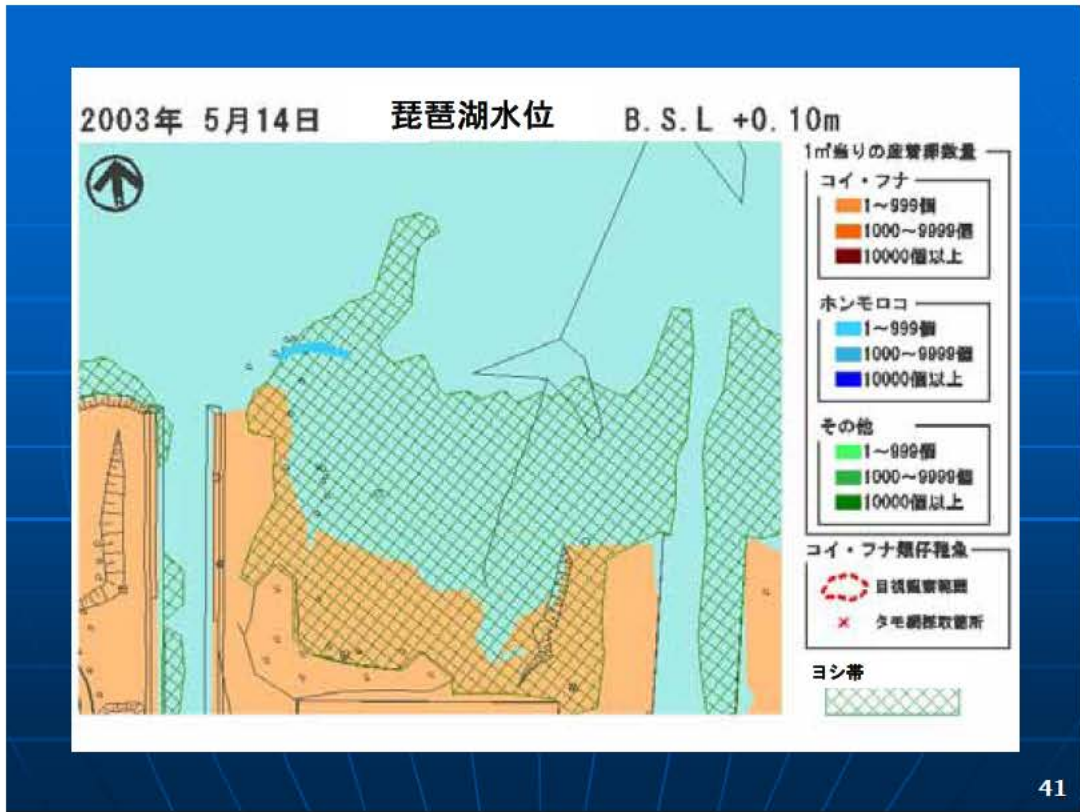 2003年 5月14日 琵琶湖水位 B.S.L +0.10m
1㎡当りの産着卵数量
コイ・フナ
1～999個
1000～9999個
10000個以上
ホンモロコ
1～999個
1000～9999個
10000個以上
その他
1～999個
1000～9999個
10000個以上
コイ・フナ類仔稚魚
目視観察範囲
タモ網採取箇所
ヨシ帯
41